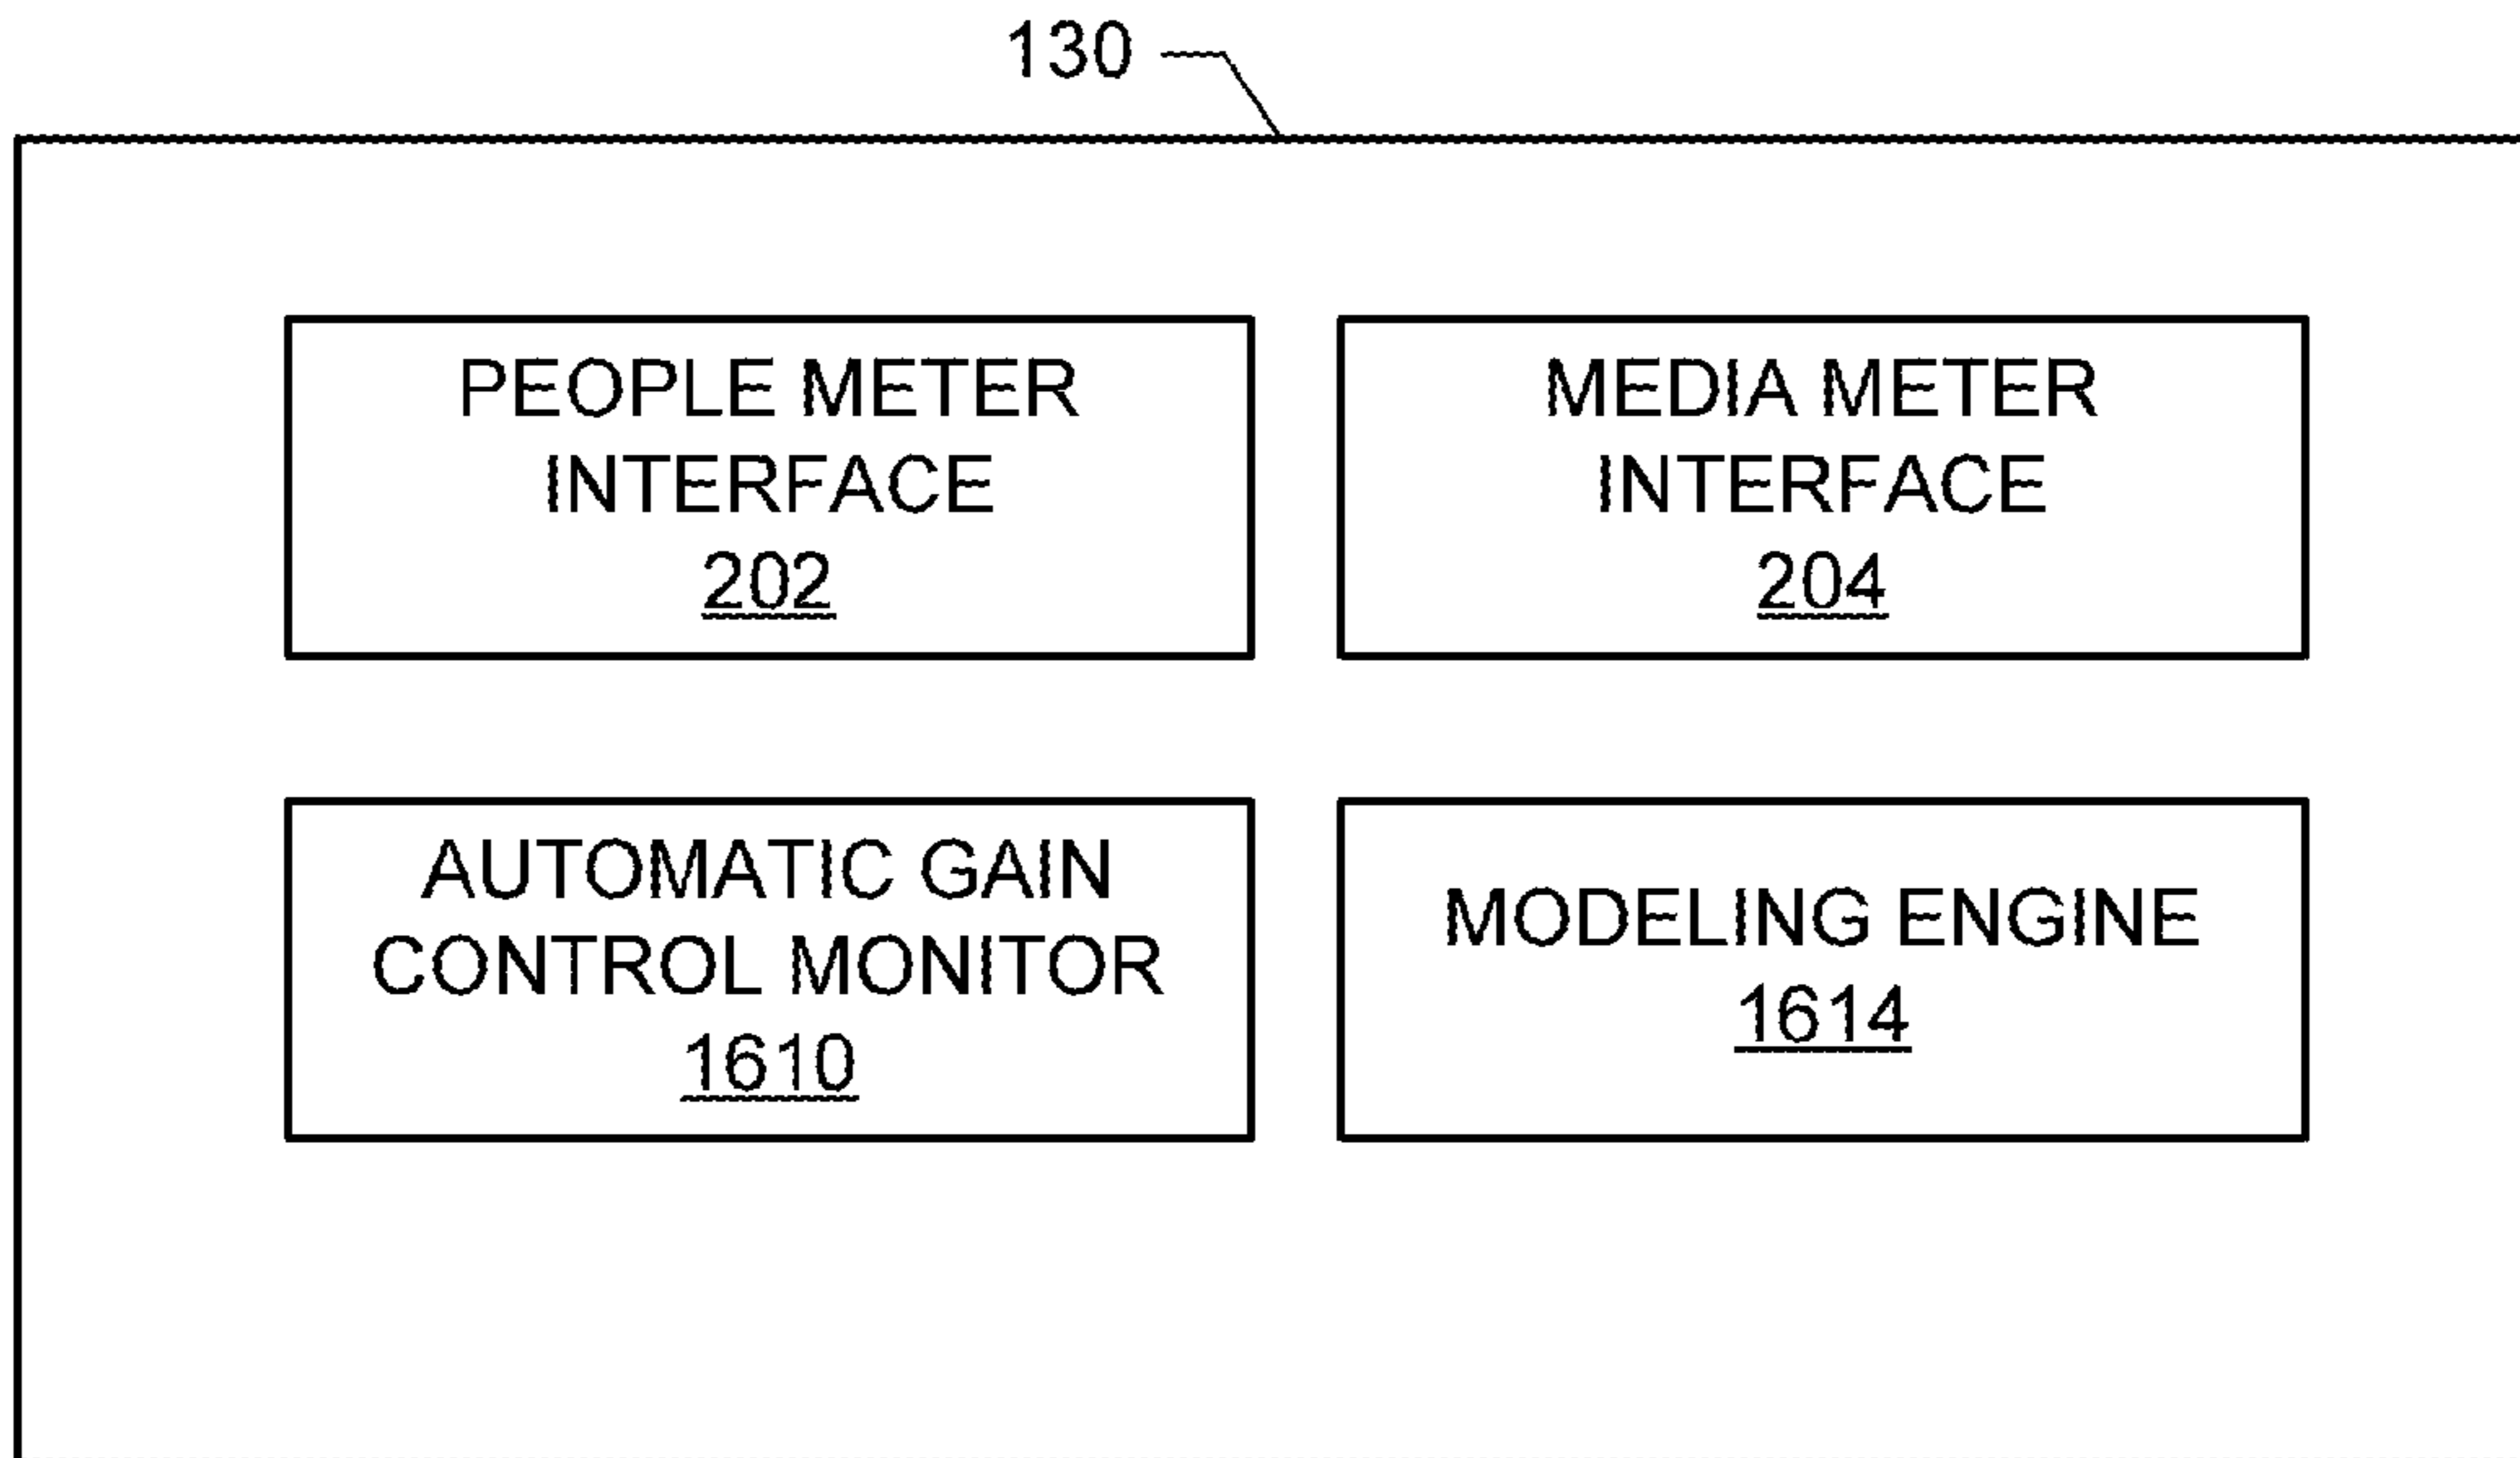 130
PEOPLE METER
INTERFACE
202
MEDIA METER
INTERFACE
204
AUTOMATIC GAIN
CONTROL MONITOR
1610
MODELING ENGINE
1614